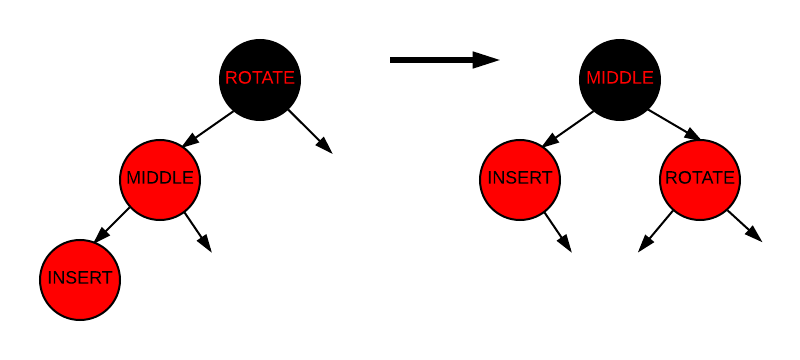 ROTATE
MIDDLE
MIDDLE
INSERT
ROTATE
INSERT